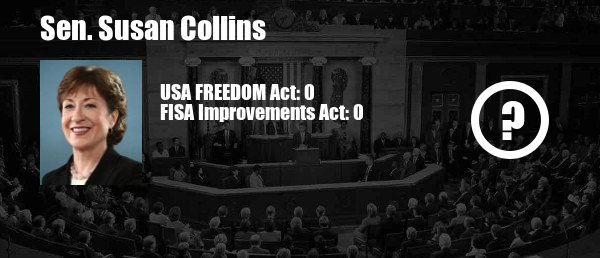 Sen. Susan Collins
USA FREEDOM Act: 0
FISA Improvements Act: 0
?